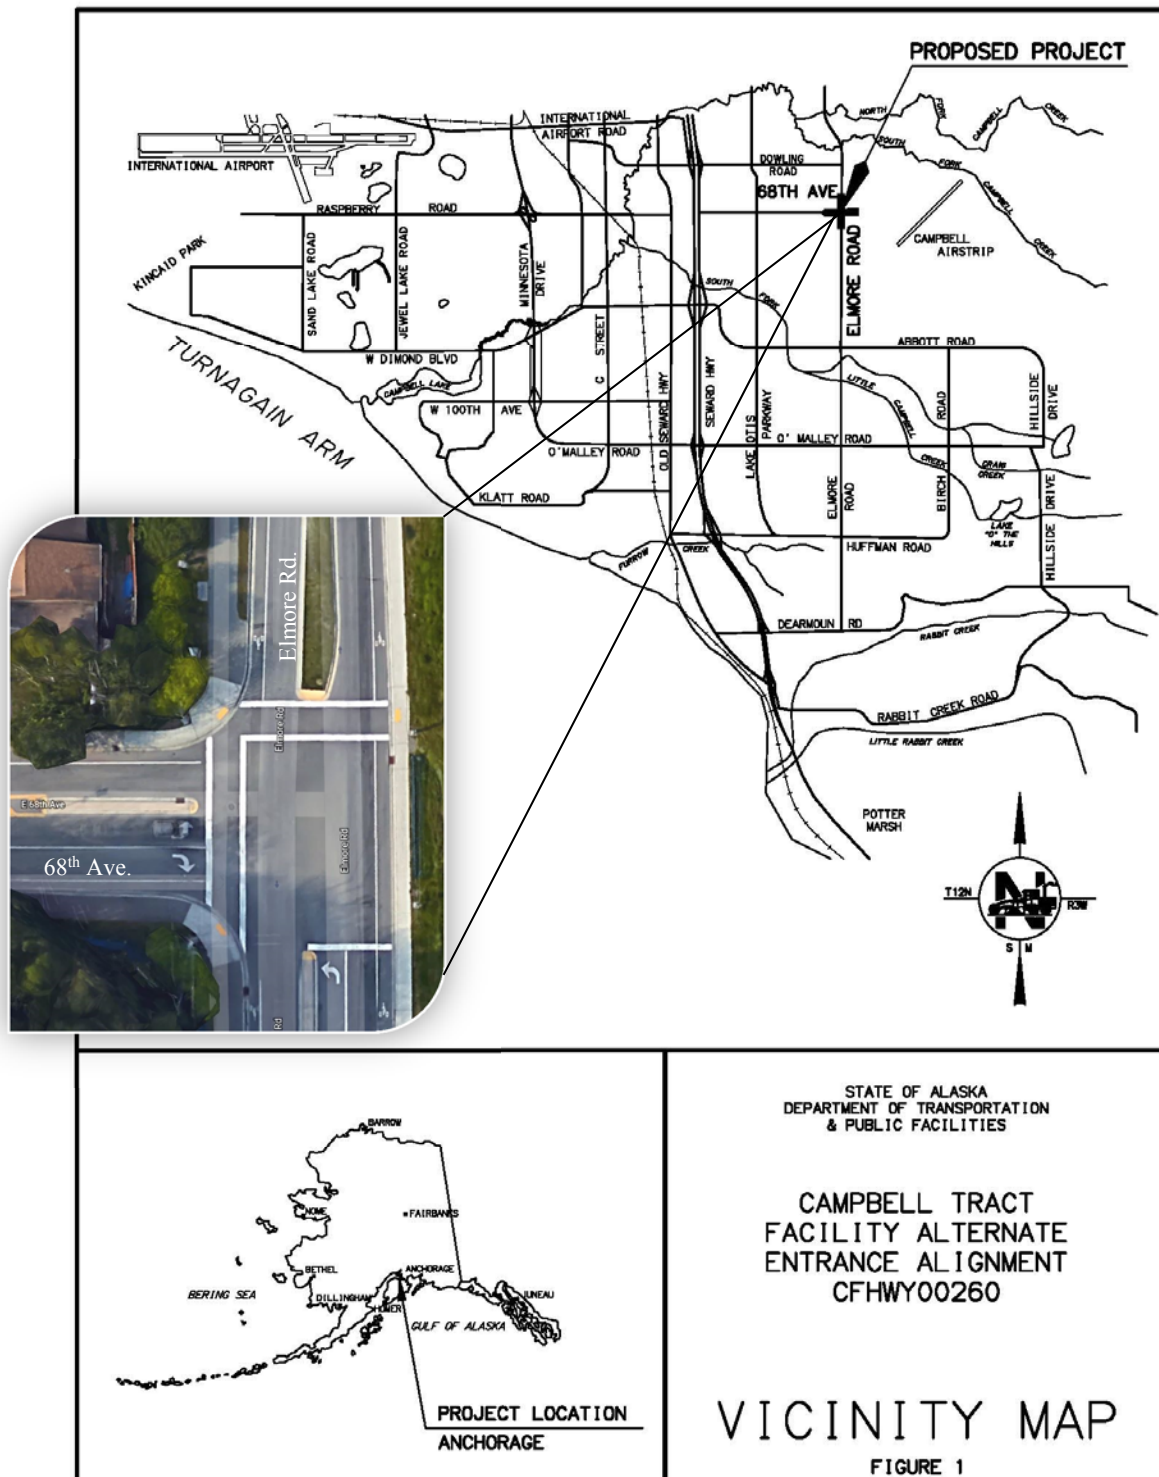 PROPOSED PROJECT
NORTH
FORK
CAMPBELL
CREEK
INTERNATIONAL
AIRPORT ROAD
SOUTH
FORK
CAMPBELL
CREEK
INTERNATIONAL AIRPORT
DOWLING
ROAD
68TH AVE
RASPBERRY ROAD
CAMPBELL
AIRSTRIP
KINCAID PARK
SAND LAKE ROAD
JEWEL LAKE ROAD
MINNESOTA
DRIVE
ELMORE ROAD
SOUTH
FORK
C STREET
OLD SEWARD HWY
SEWARD HWY
LAKE OTIS
PARKWAY
ABBOTT ROAD
TURNAGAIN ARM
W DIMOND BLVD
CAMPBELL LAKE
LITTLE
CAMPBELL
CREEK
BIRCH ROAD
HILLSIDE
DRIVE
W 100TH AVE
O'MALLEY ROAD
O' MALLEY ROAD
CRAIG
CREEK
KLATT ROAD
ELMORE
ROAD
LAKE
"O" THE
HILLS
HILLSIDE DRIVE
HUFFMAN ROAD
FURROW
CREEK
DEARMOUN RD
RABBIT CREEK
RABBIT CREEK ROAD
LITTLE RABBIT CREEK
POTTER
MARSH
Elmore Rd.
Elmore Rd
E 68th Ave
68th Ave.
Elmore Rd
Rd
N
T12N
R3W
S M
BARROW
NOME
FAIRBANKS
BETHEL
ANCHORAGE
BERING SEA
DILLINGHAM
HOMER
JUNEAU
GULF OF ALASKA
PROJECT LOCATION
ANCHORAGE
STATE OF ALASKA
DEPARTMENT OF TRANSPORTATION
& PUBLIC FACILITIES
CAMPBELL TRACT
FACILITY ALTERNATE
ENTRANCE ALIGNMENT
CFHWY00260
VICINITY MAP
FIGURE 1